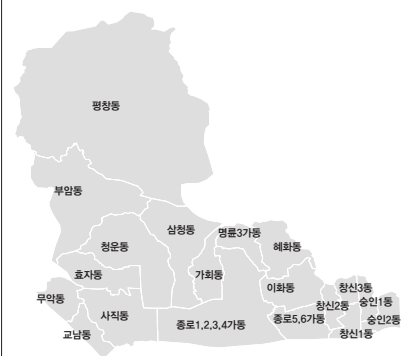 평창동
부암동
삼청동
명륜3가동
청운동
혜화동
효자동
가회동
무악동
이화동
창신3동
숭인1동
창신2동
사직동
종로1,2,3,4가동
종로5,6가동
숭인2동
교남동
창신1동